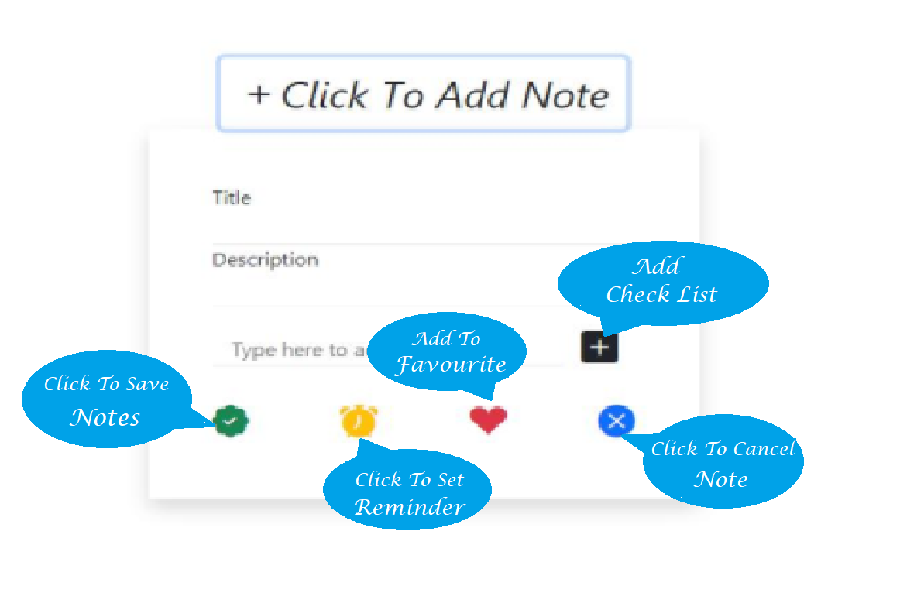 + Click To Add Note
Title
Description
Add
Check List
Type here to a
Add To
Favourite
Click To Save
Notes
Click To Set
Reminder
Click To Cancel
Note